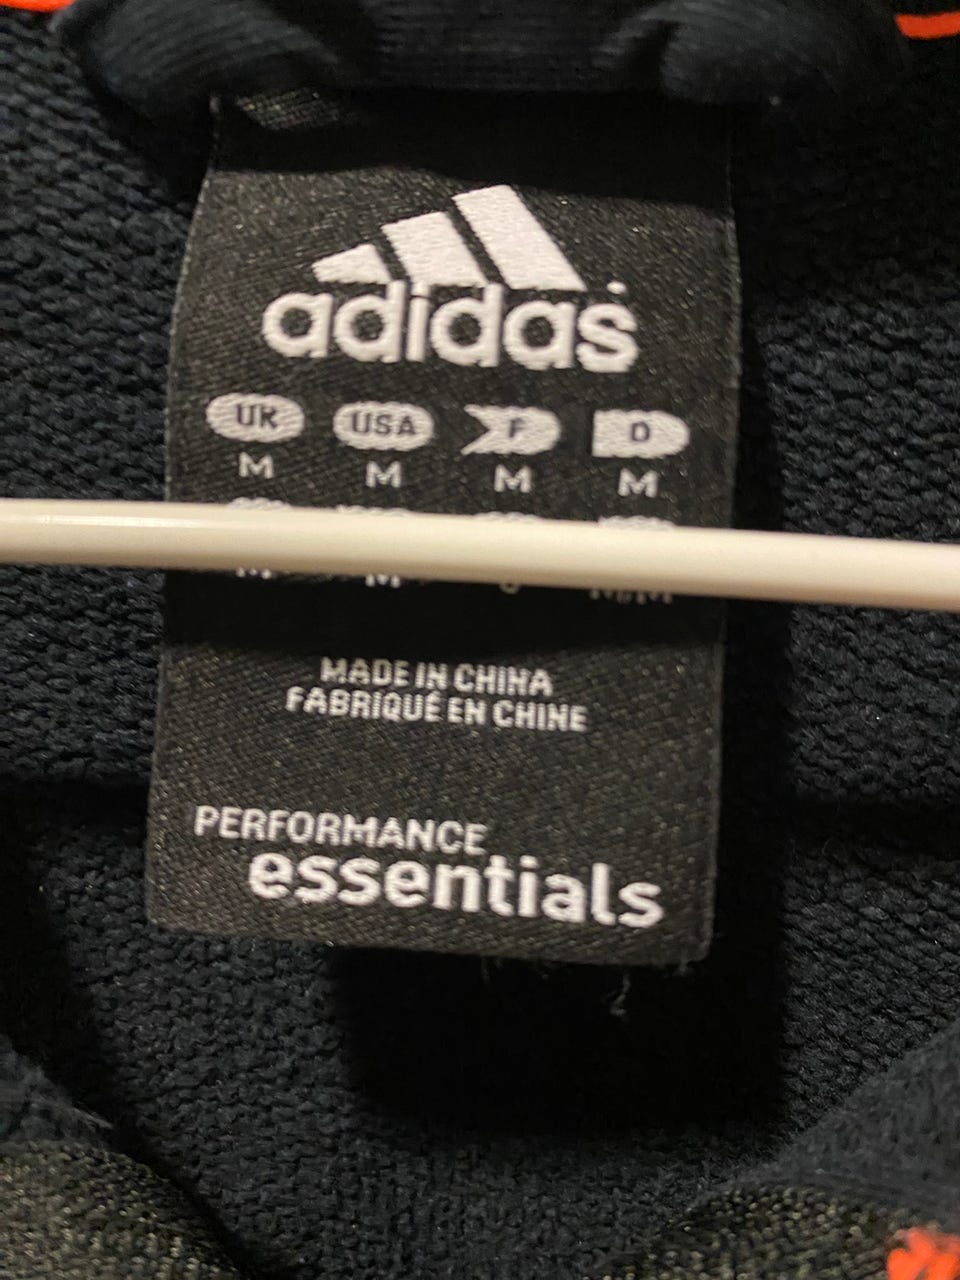 adidas
UK USA F D
M M M M
MADE IN CHINA
FABRIQUÉ EN CHINE
PERFORMANCE
essentials